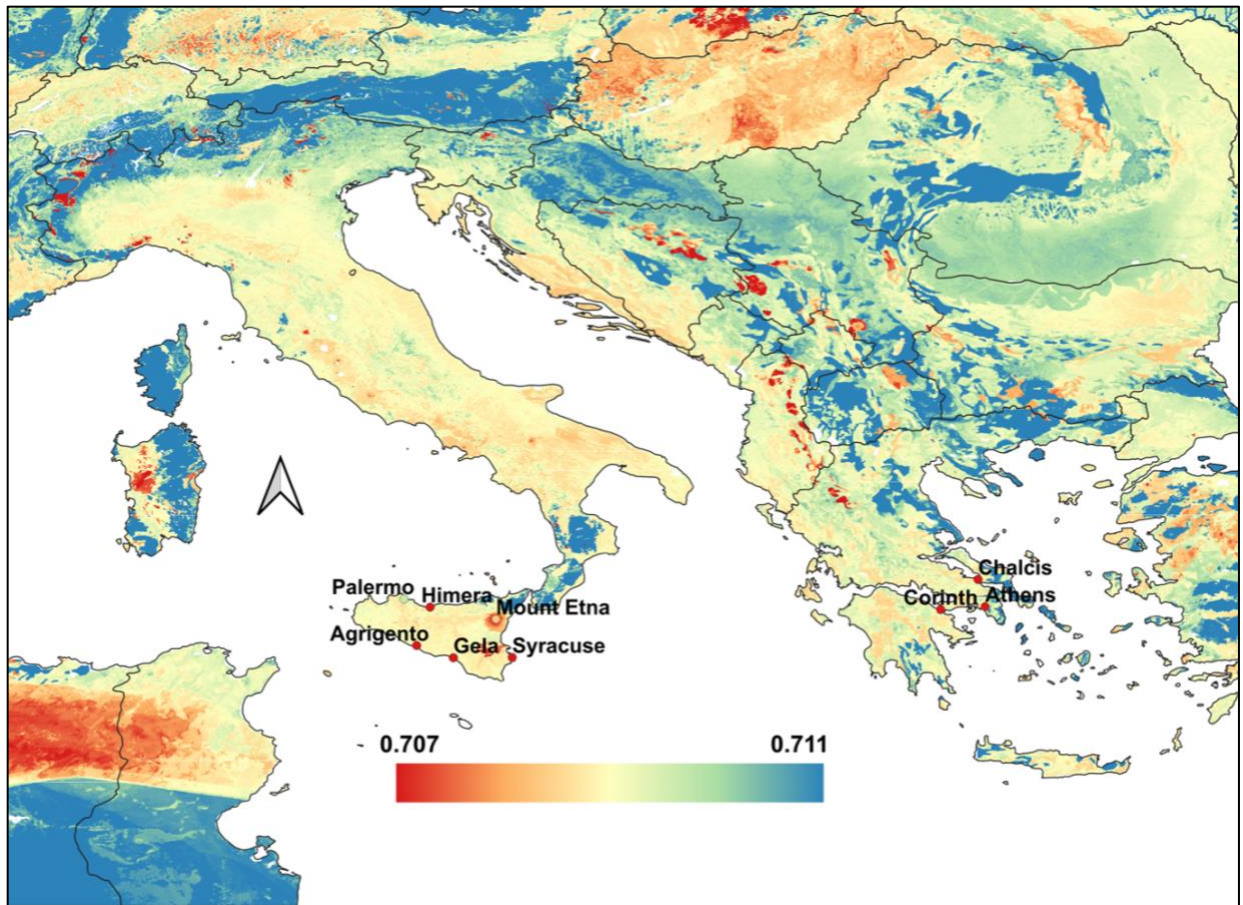 Chalcis
Palermo Himera
Mount Etna
Corinth Athens
Agrigento
Gela Syracuse
0.707 0.711